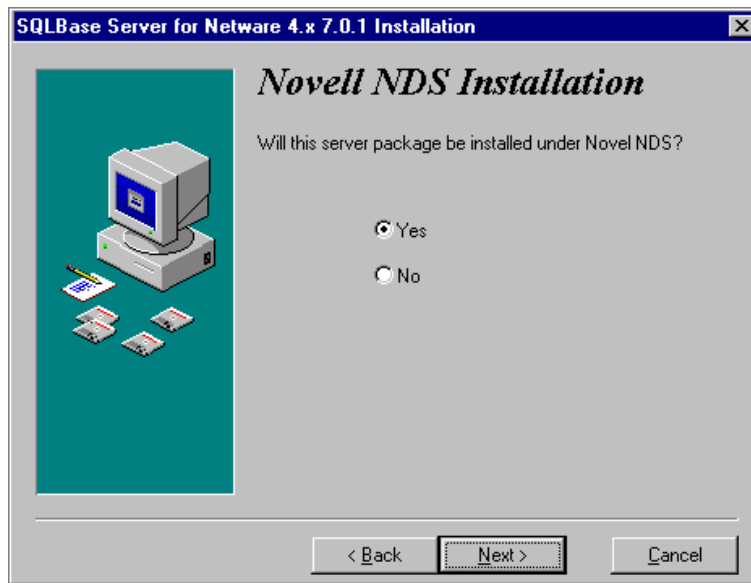 SQLBase Server for Netware 4.x 7.0.1 Installation
Novell NDS Installation
Will this server package be installed under Novel NDS?
Yes
No
< Back
Next >
Cancel